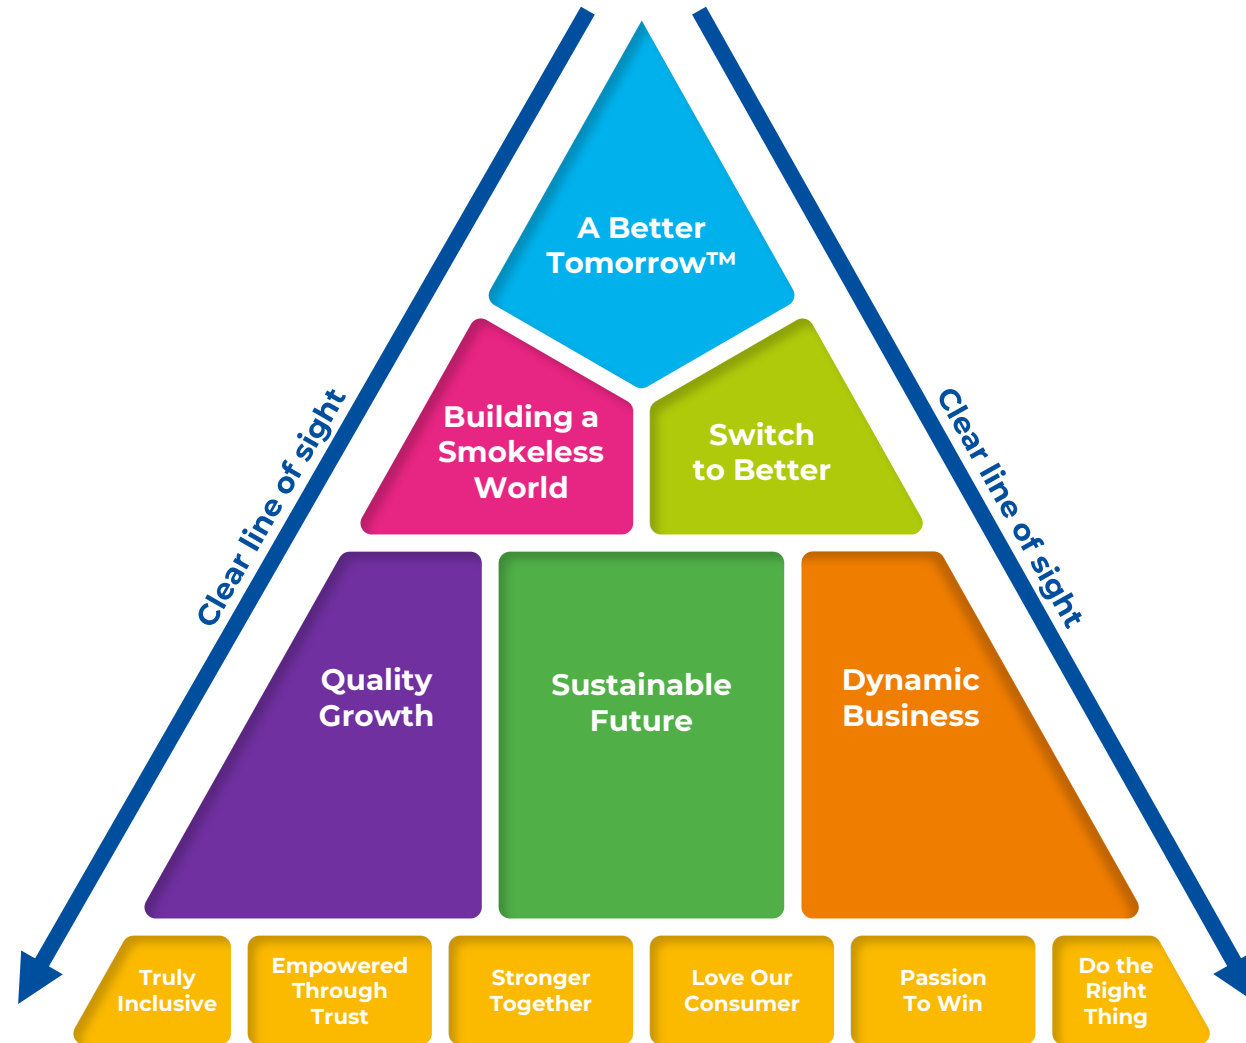 A Better
Tomorrow™
Clear line of sight
Clear line of sight
Building a
Smokeless
World
Switch
to Better
Quality
Growth
Sustainable
Future
Dynamic
Business
Truly
Inclusive
Empowered
Through
Trust
Stronger
Together
Love Our
Consumer
Passion
To Win
Do the
Right
Thing